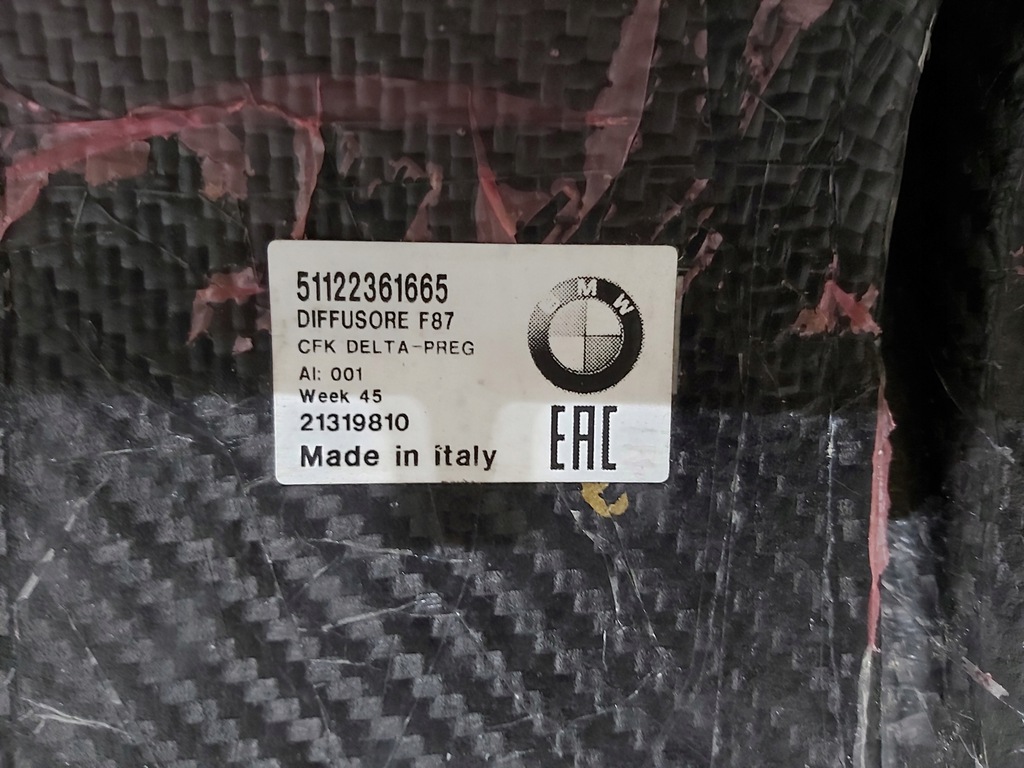 51122361665
DIFFUSORE F87
CFK DELTA-PREG
AI: 001
Week 45
21319810
Made in italy
BMW
EAC